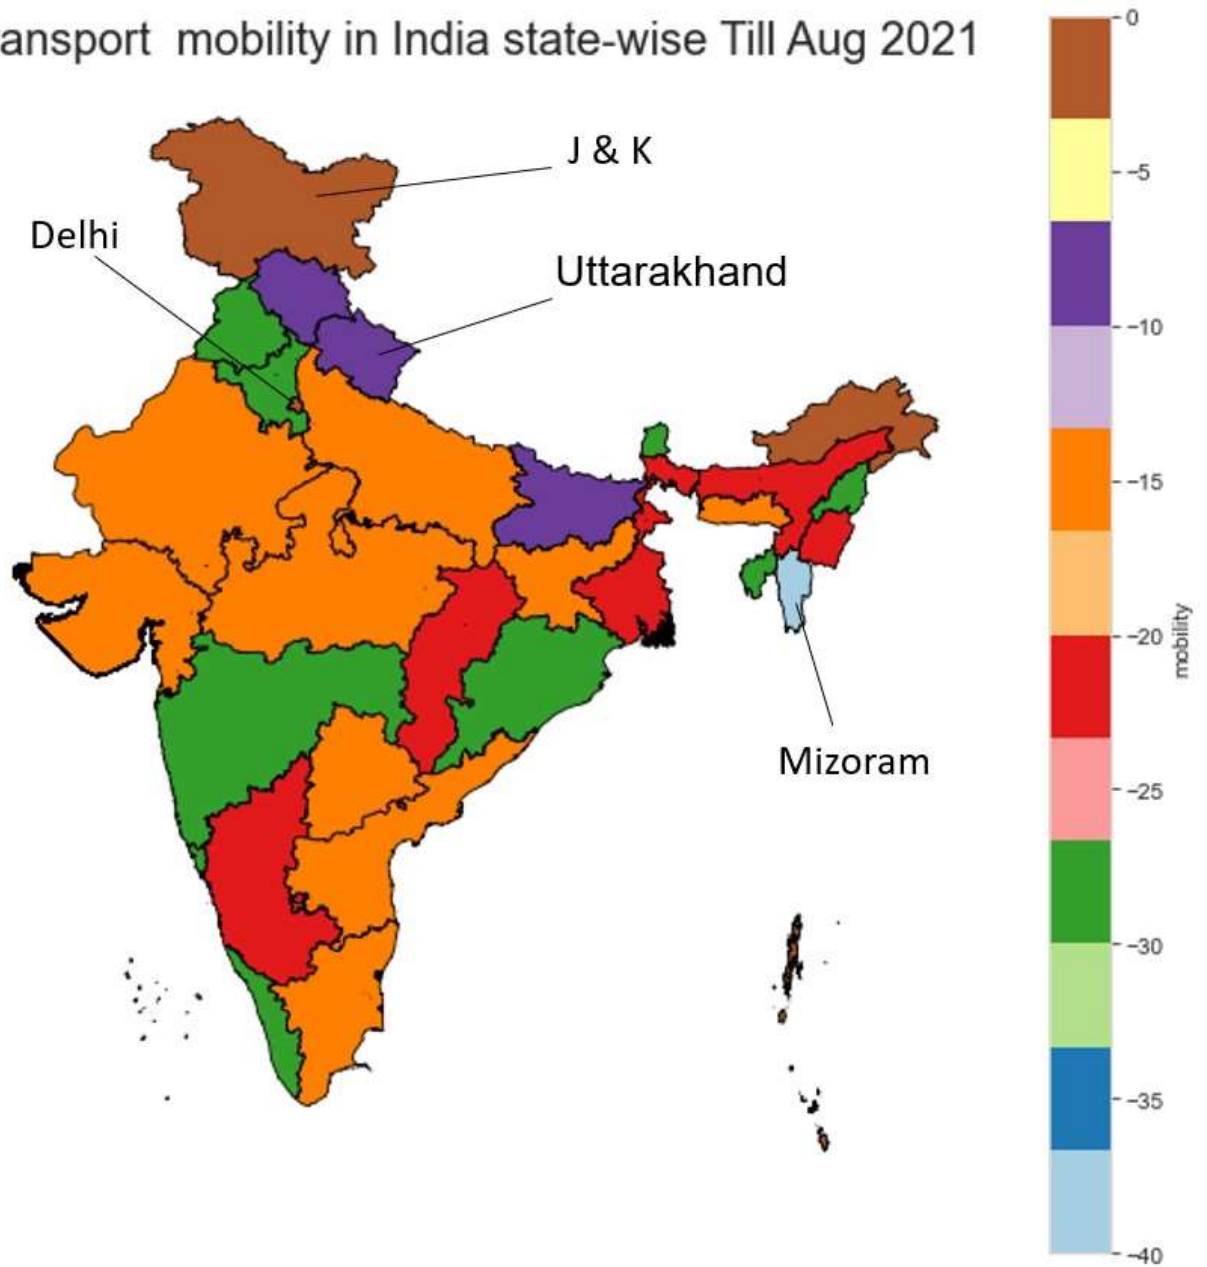 ansport mobility in India state-wise Till Aug 2021
J & K
Delhi
Uttarakhand
Mizoram
0
−5
−10
−15
−20
−25
−30
−35
−40
mobility